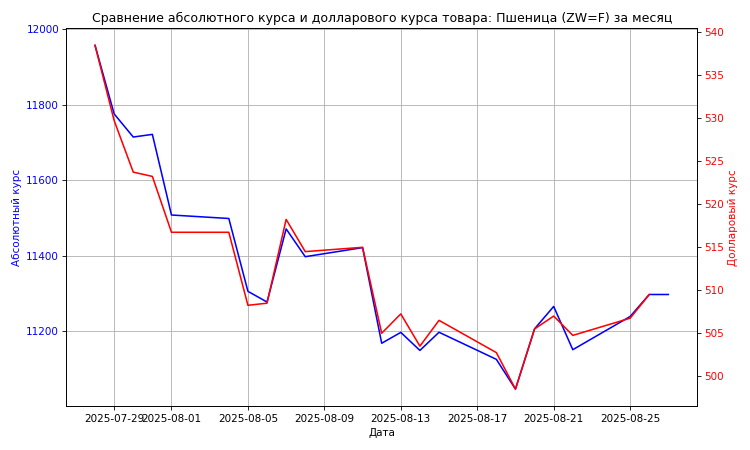 Сравнение абсолютного курса и долларового курса товара: Пшеница (ZW=F) за месяц
12000
11800
11600
11400
11200
Абсолютный курс
540
535
530
525
520
515
510
505
500
Долларовый курс
2025-07-29 2025-08-01 2025-08-05 2025-08-09 2025-08-13 2025-08-17 2025-08-21 2025-08-25
Дата